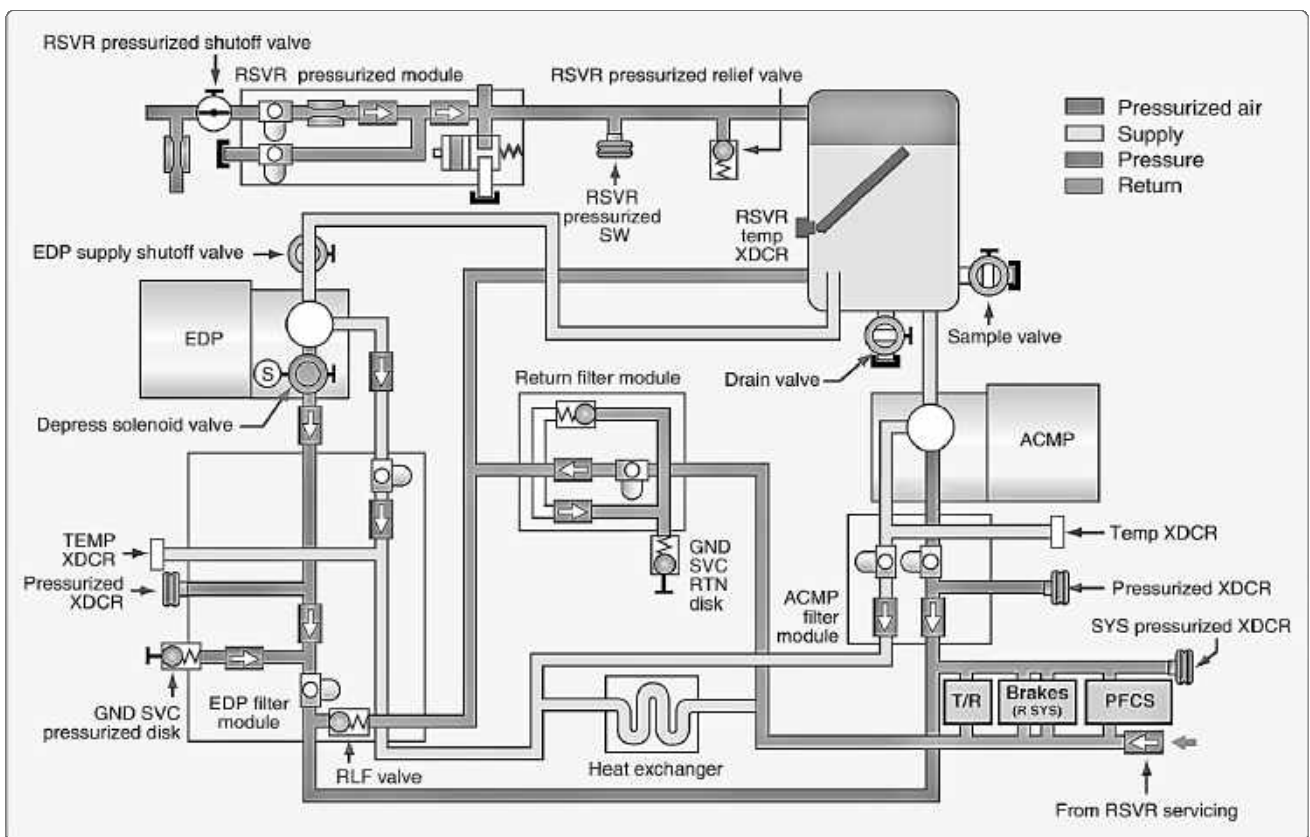 RSVR pressurized shutoff valve
RSVR pressurized module
RSVR pressurized relief valve
Pressurized air
Supply
Pressure
Return
RSVR
pressurized
SW
RSVR
temp
XDCR
EDP supply shutoff valve
EDP
S
Sample valve
Drain valve
Return filter module
Depress solenoid valve
ACMP
TEMP
XDCR
Temp XDCR
Pressurized
XDCR
GND
SVC
RTN
disk
ACMP
filter
module
Pressurized XDCR
SYS pressurized XDCR
GND SVC
pressurized disk
EDP filter
module
T/R
Brakes
(R SYS)
PFCS
RLF valve
Heat exchanger
From RSVR servicing